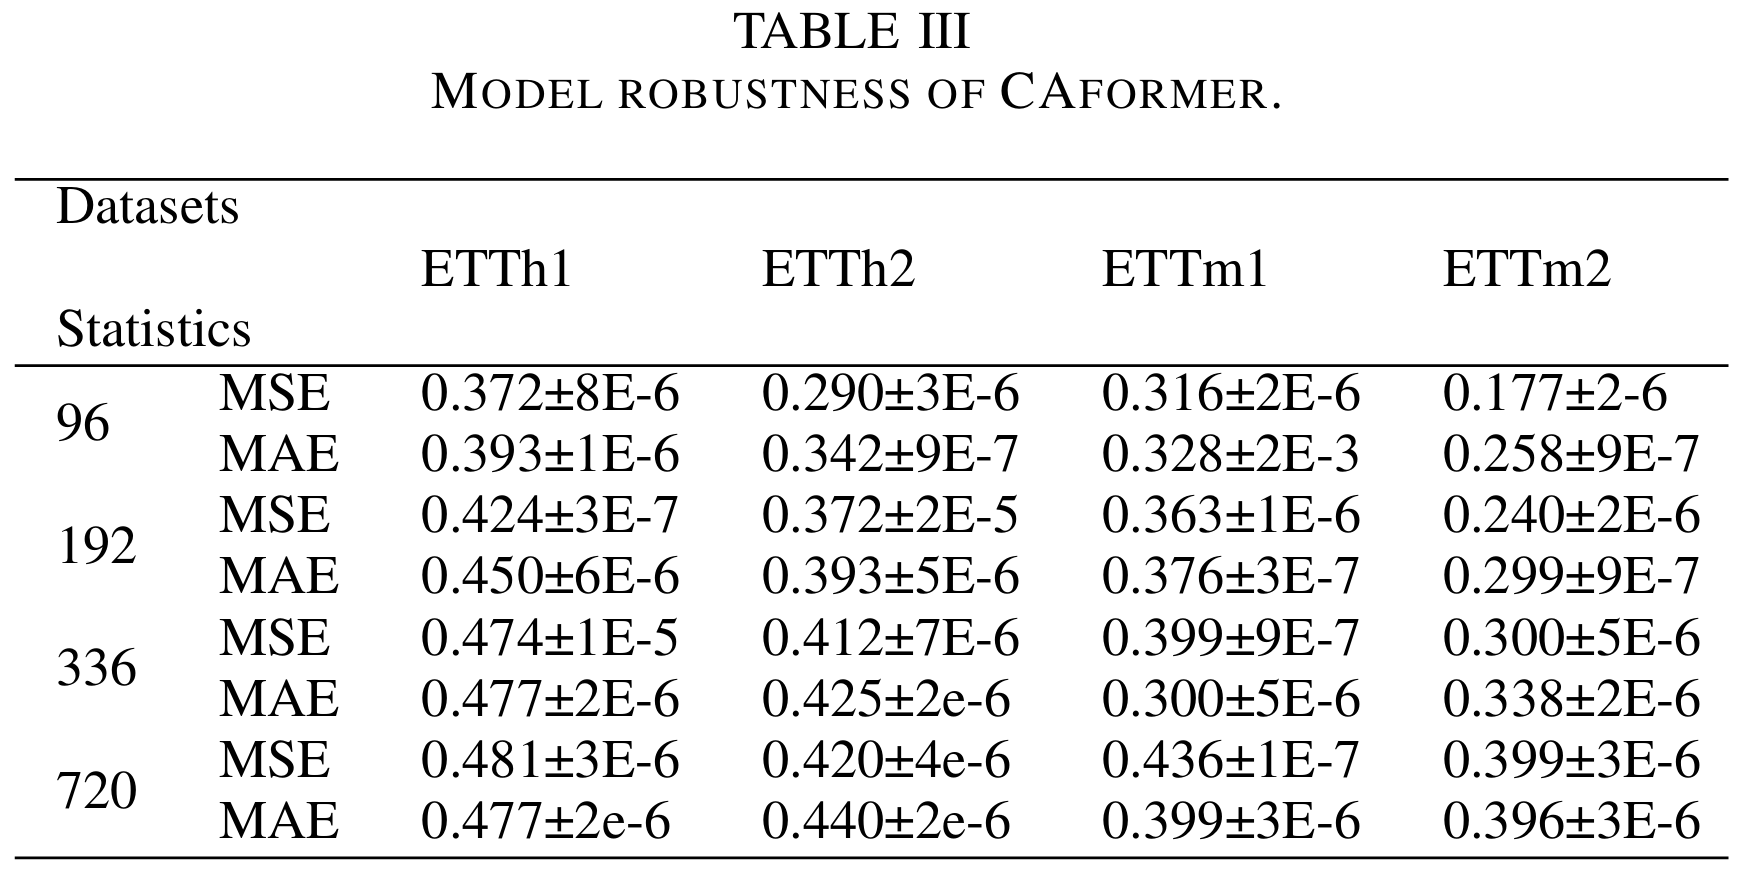 TABLE III
MODEL ROBUSTNESS OF CAFORMER.
Datasets
ETTh1 ETTh2 ETTm1 ETTm2
Statistics
96 MSE 0.372±8E-6 0.290±3E-6 0.316±2E-6 0.177±2-6
MAE 0.393±1E-6 0.342±9E-7 0.328±2E-3 0.258±9E-7
192 MSE 0.424±3E-7 0.372±2E-5 0.363±1E-6 0.240±2E-6
MAE 0.450±6E-6 0.393±5E-6 0.376±3E-7 0.299±9E-7
336 MSE 0.474±1E-5 0.412±7E-6 0.399±9E-7 0.300±5E-6
MAE 0.477±2E-6 0.425±2e-6 0.300±5E-6 0.338±2E-6
720 MSE 0.481±3E-6 0.420±4e-6 0.436±1E-7 0.399±3E-6
MAE 0.477±2e-6 0.440±2e-6 0.399±3E-6 0.396±3E-6